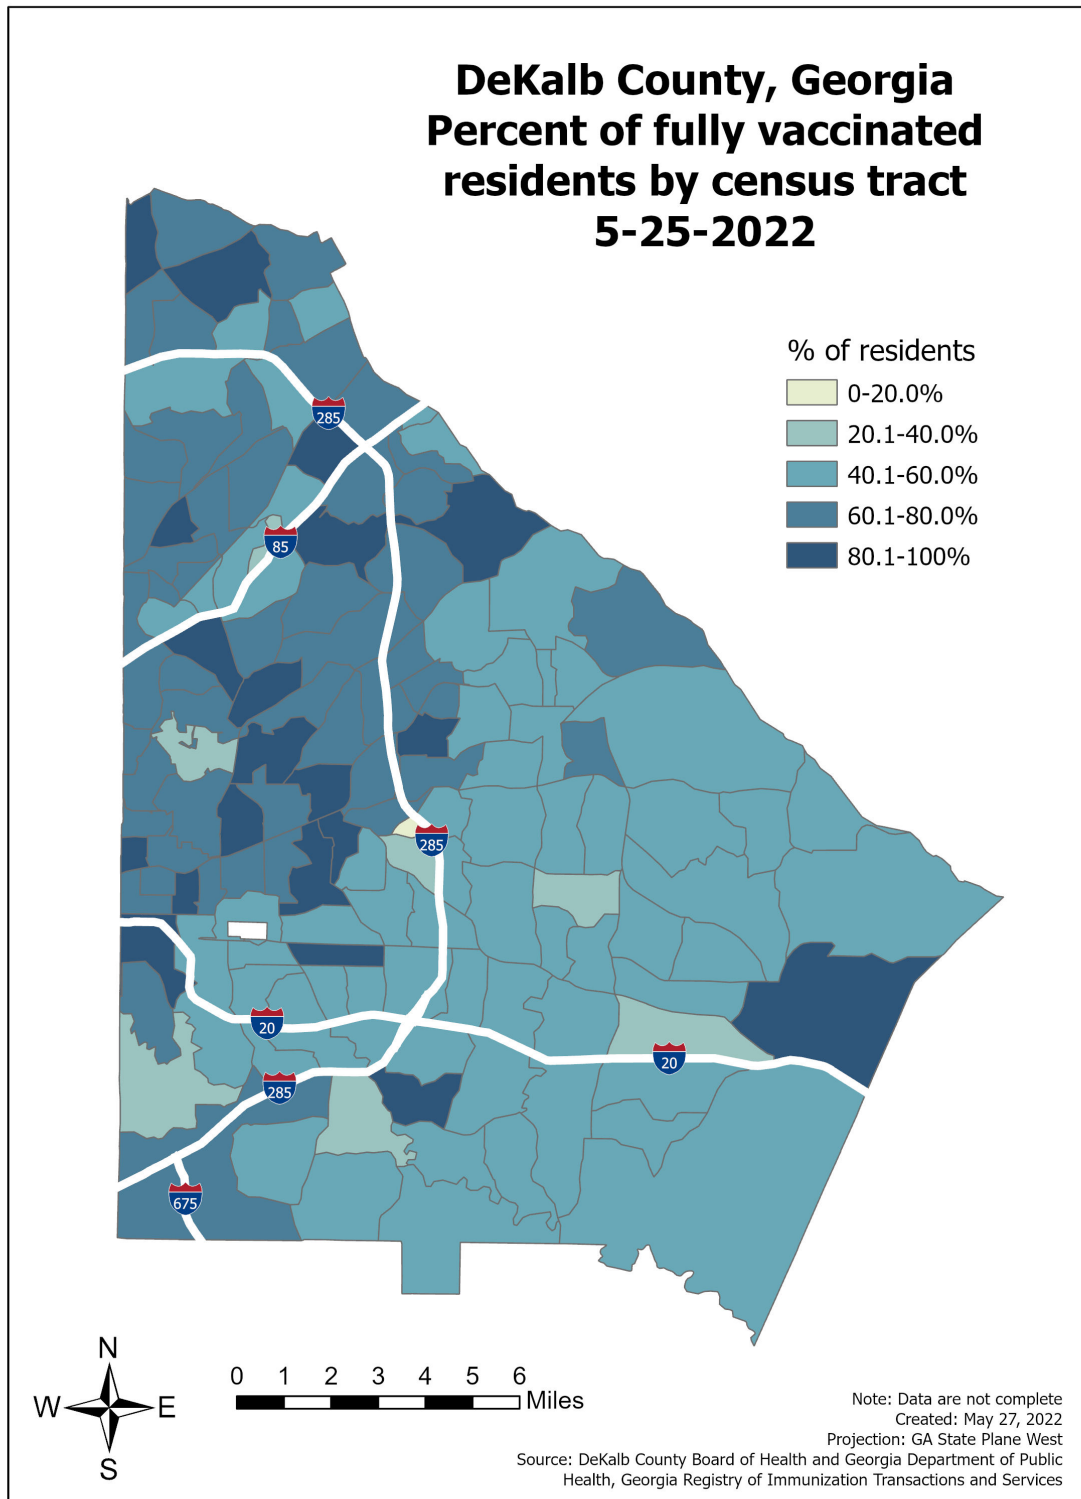 DeKalb County, Georgia
Percent of fully vaccinated
residents by census tract
5-25-2022
% of residents
0-20.0%
20.1-40.0%
40.1-60.0%
60.1-80.0%
80.1-100%
285
85
285
20
20
285
675
N
W E
S
0 1 2 3 4 5 6
Miles
Note: Data are not complete
Created: May 27, 2022
Projection: GA State Plane West
Source: DeKalb County Board of Health and Georgia Department of Public
Health, Georgia Registry of Immunization Transactions and Services